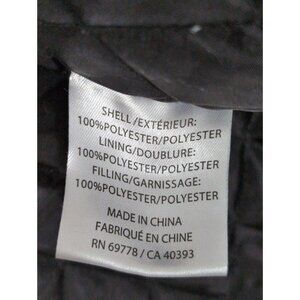 SHELL/EXTÉRIEUR:
100%POLYESTER/POLYESTER
LINING/DOUBLURE:
100%POLYESTER/POLYESTER
FILLING/GARNISSAGE:
100%POLYESTER/POLYESTER
MADE IN CHINA
FABRIQUÉ EN CHINE
RN 69778 / CA 40393